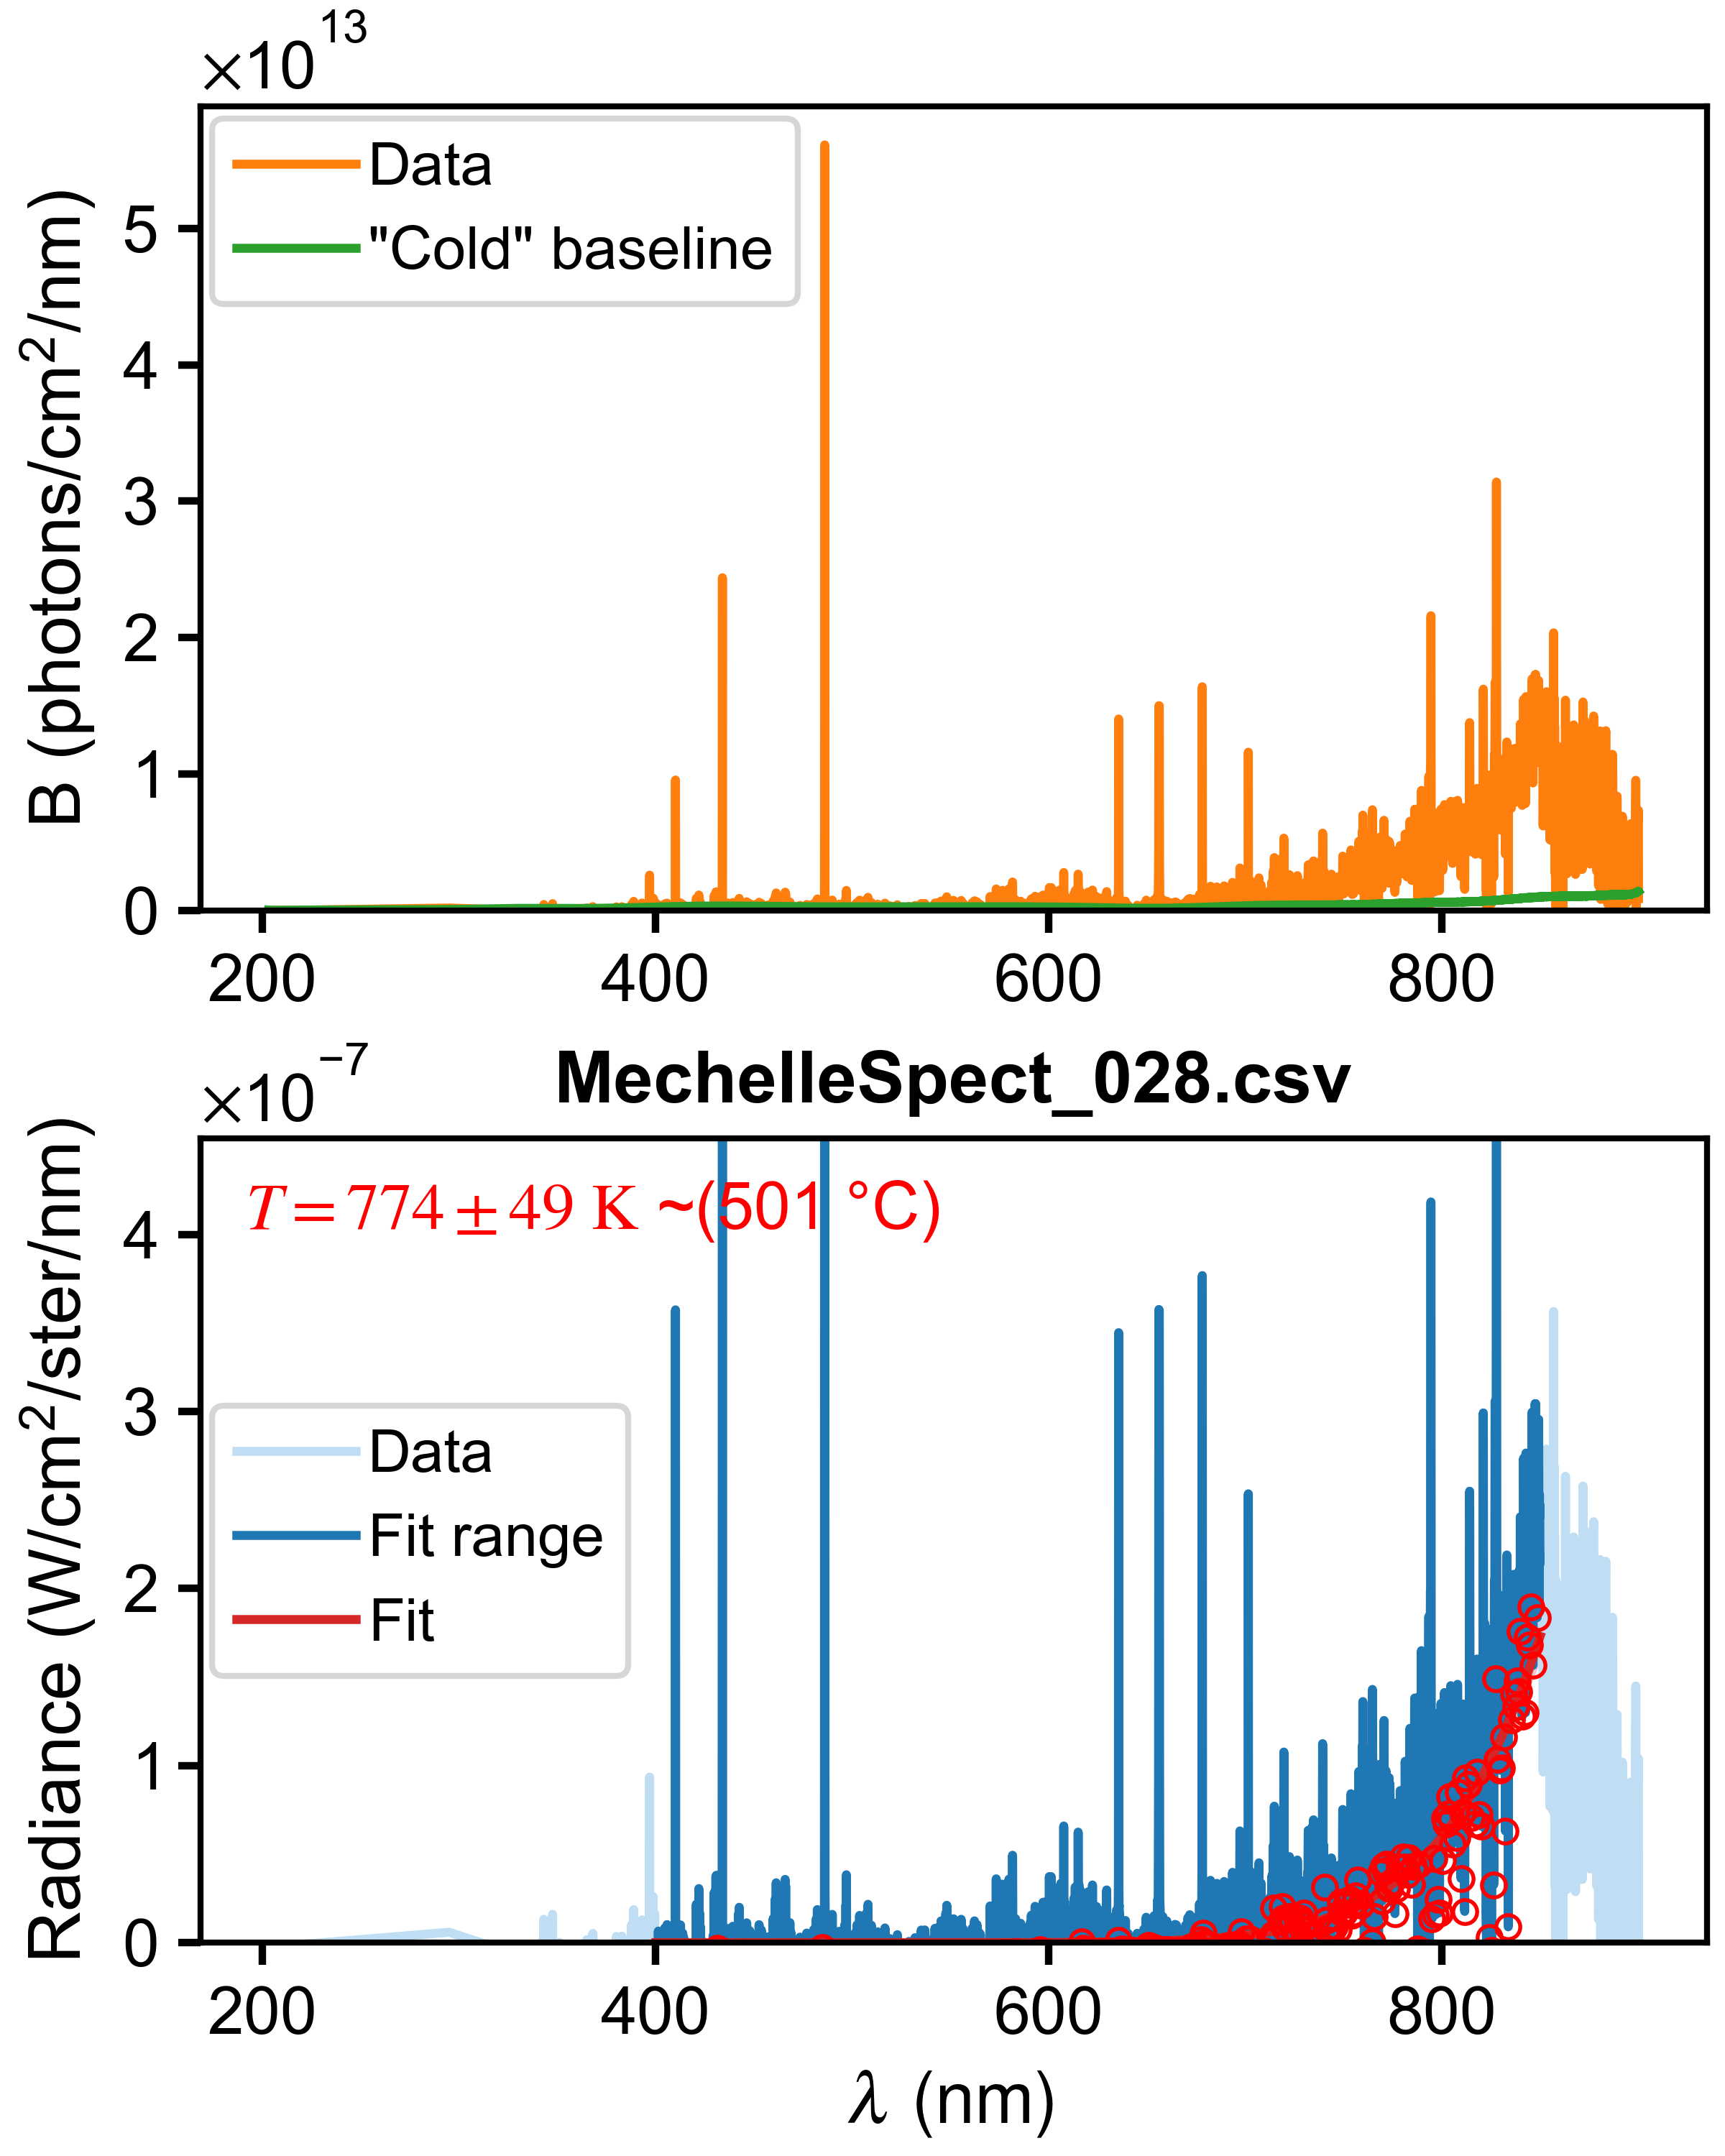 ×10¹³
Data
"Cold" baseline
B (photons/cm²/nm)
5
4
3
2
1
0
200 400 600 800
×10⁻⁷
MechelleSpect_028.csv
T = 774 ± 49 K ~(501 °C)
Radiance (W/cm²/ster/nm)
4
3
2
1
0
Data
Fit range
Fit
200 400 600 800
λ (nm)